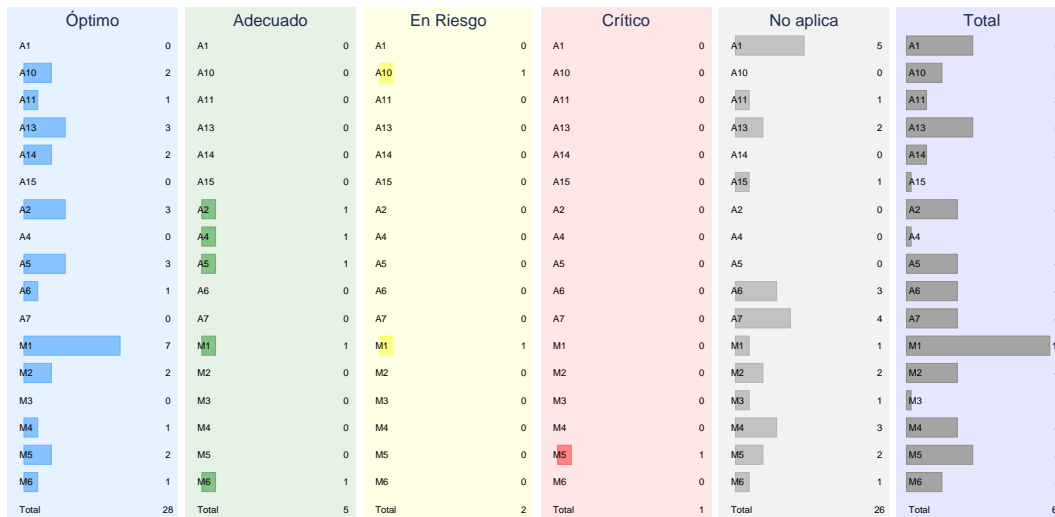 Óptimo Adecuado En Riesgo Crítico No aplica Total
A1 0 A1 0 A1 0 A1 0 A1 5 A1
A10 2 A10 0 A10 1 A10 0 A10 0 A10
A11 1 A11 0 A11 0 A11 0 A11 1 A11
A13 3 A13 0 A13 0 A13 0 A13 2 A13
A14 2 A14 0 A14 0 A14 0 A14 0 A14
A15 0 A15 0 A15 0 A15 0 A15 1 A15
A2 3 A2 1 A2 0 A2 0 A2 0 A2
A4 0 A4 1 A4 0 A4 0 A4 0 A4
A5 3 A5 1 A5 0 A5 0 A5 0 A5
A6 1 A6 0 A6 0 A6 0 A6 3 A6
A7 0 A7 0 A7 0 A7 0 A7 4 A7
M1 7 M1 1 M1 1 M1 0 M1 1 M1 1
M2 2 M2 0 M2 0 M2 0 M2 2 M2
M3 0 M3 0 M3 0 M3 0 M3 1 M3
M4 1 M4 0 M4 0 M4 0 M4 3 M4
M5 2 M5 0 M5 0 M5 1 M5 2 M5
M6 1 M6 1 M6 0 M6 0 M6 1 M6
Total 28 Total 5 Total 2 Total 1 Total 26 Total 6